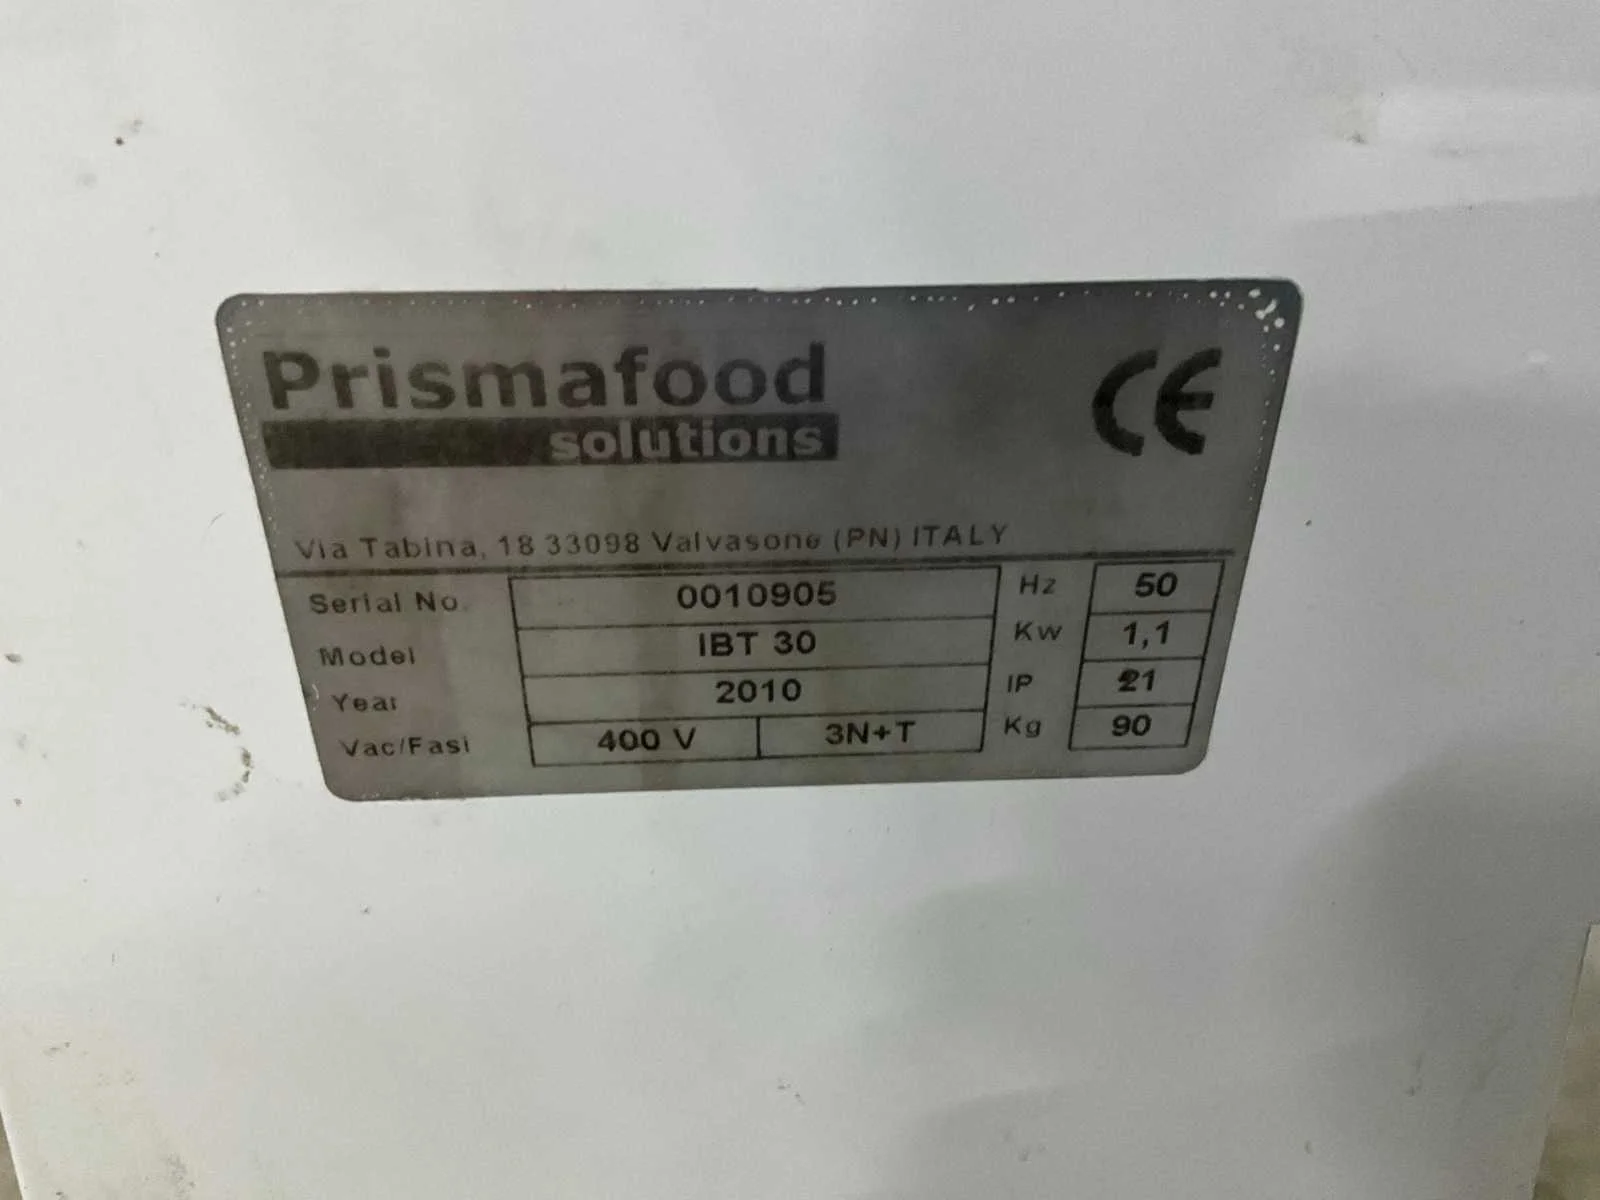 Prismafood
solutions
CE
Via Tabina, 18 33098 Valvasone (PN) ITALY
Serial No. 0010905 Hz 50
Model IBT 30 Kw 1,1
Year 2010 IP 21
Vac/Fasi 400 V 3N+T Kg 90